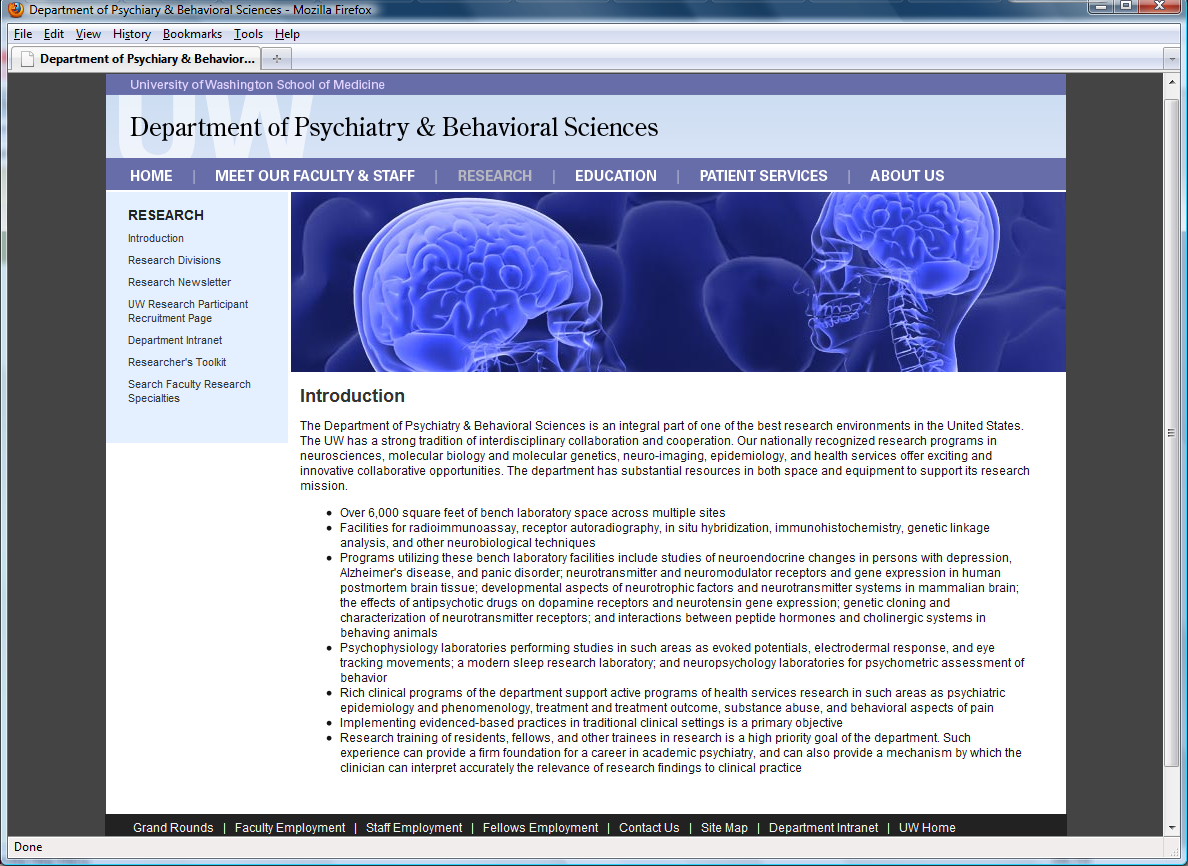 Department of Psychiary & Behavioral Sciences - Mozilla Firefox
File Edit View History Bookmarks Tools Help
Department of Psychiary & Behavior...
University of Washington School of Medicine
UW
Department of Psychiatry & Behavioral Sciences
HOME | MEET OUR FACULTY & STAFF | RESEARCH | EDUCATION | PATIENT SERVICES | ABOUT US
RESEARCH
Introduction
Research Divisions
Research Newsletter
UW Research Participant
Recruitment Page
Department Intranet
Researcher's Toolkit
Search Faculty Research
Specialties
Introduction
The Department of Psychiatry & Behavioral Sciences is an integral part of one of the best research environments in the United States.
The UW has a strong tradition of interdisciplinary collaboration and cooperation. Our nationally recognized research programs in
neurosciences, molecular biology and molecular genetics, neuro-imaging, epidemiology, and health services offer exciting and
innovative collaborative opportunities. The department has substantial resources in both space and equipment to support its research
mission.
• Over 6,000 square feet of bench laboratory space across multiple sites
• Facilities for radioimmunoassay, receptor autoradiography, in situ hybridization, immunohistochemistry, genetic linkage
analysis, and other neurobiological techniques
• Programs utilizing these bench laboratory facilities include studies of neuroendocrine changes in persons with depression,
Alzheimer's disease, and panic disorder; neurotransmitter and neuromodulator receptors and gene expression in human
postmortem brain tissue; developmental aspects of neurotrophic factors and neurotransmitter systems in mammalian brain;
the effects of antipsychotic drugs on dopamine receptors and neurotensin gene expression; genetic cloning and
characterization of neurotransmitter receptors; and interactions between peptide hormones and cholinergic systems in
behaving animals
• Psychophysiology laboratories performing studies in such areas as evoked potentials, electrodermal response, and eye
tracking movements; a modern sleep research laboratory; and neuropsychology laboratories for psychometric assessment of
behavior
• Rich clinical programs of the department support active programs of health services research in such areas as psychiatric
epidemiology and phenomenology, treatment and treatment outcome, substance abuse, and behavioral aspects of pain
• Implementing evidenced-based practices in traditional clinical settings is a primary objective
• Research training of residents, fellows, and other trainees in research is a high priority goal of the department. Such
experience can provide a firm foundation for a career in academic psychiatry, and can also provide a mechanism by which the
clinician can interpret accurately the relevance of research findings to clinical practice
Grand Rounds | Faculty Employment | Staff Employment | Fellows Employment | Contact Us | Site Map | Department Intranet | UW Home
Done